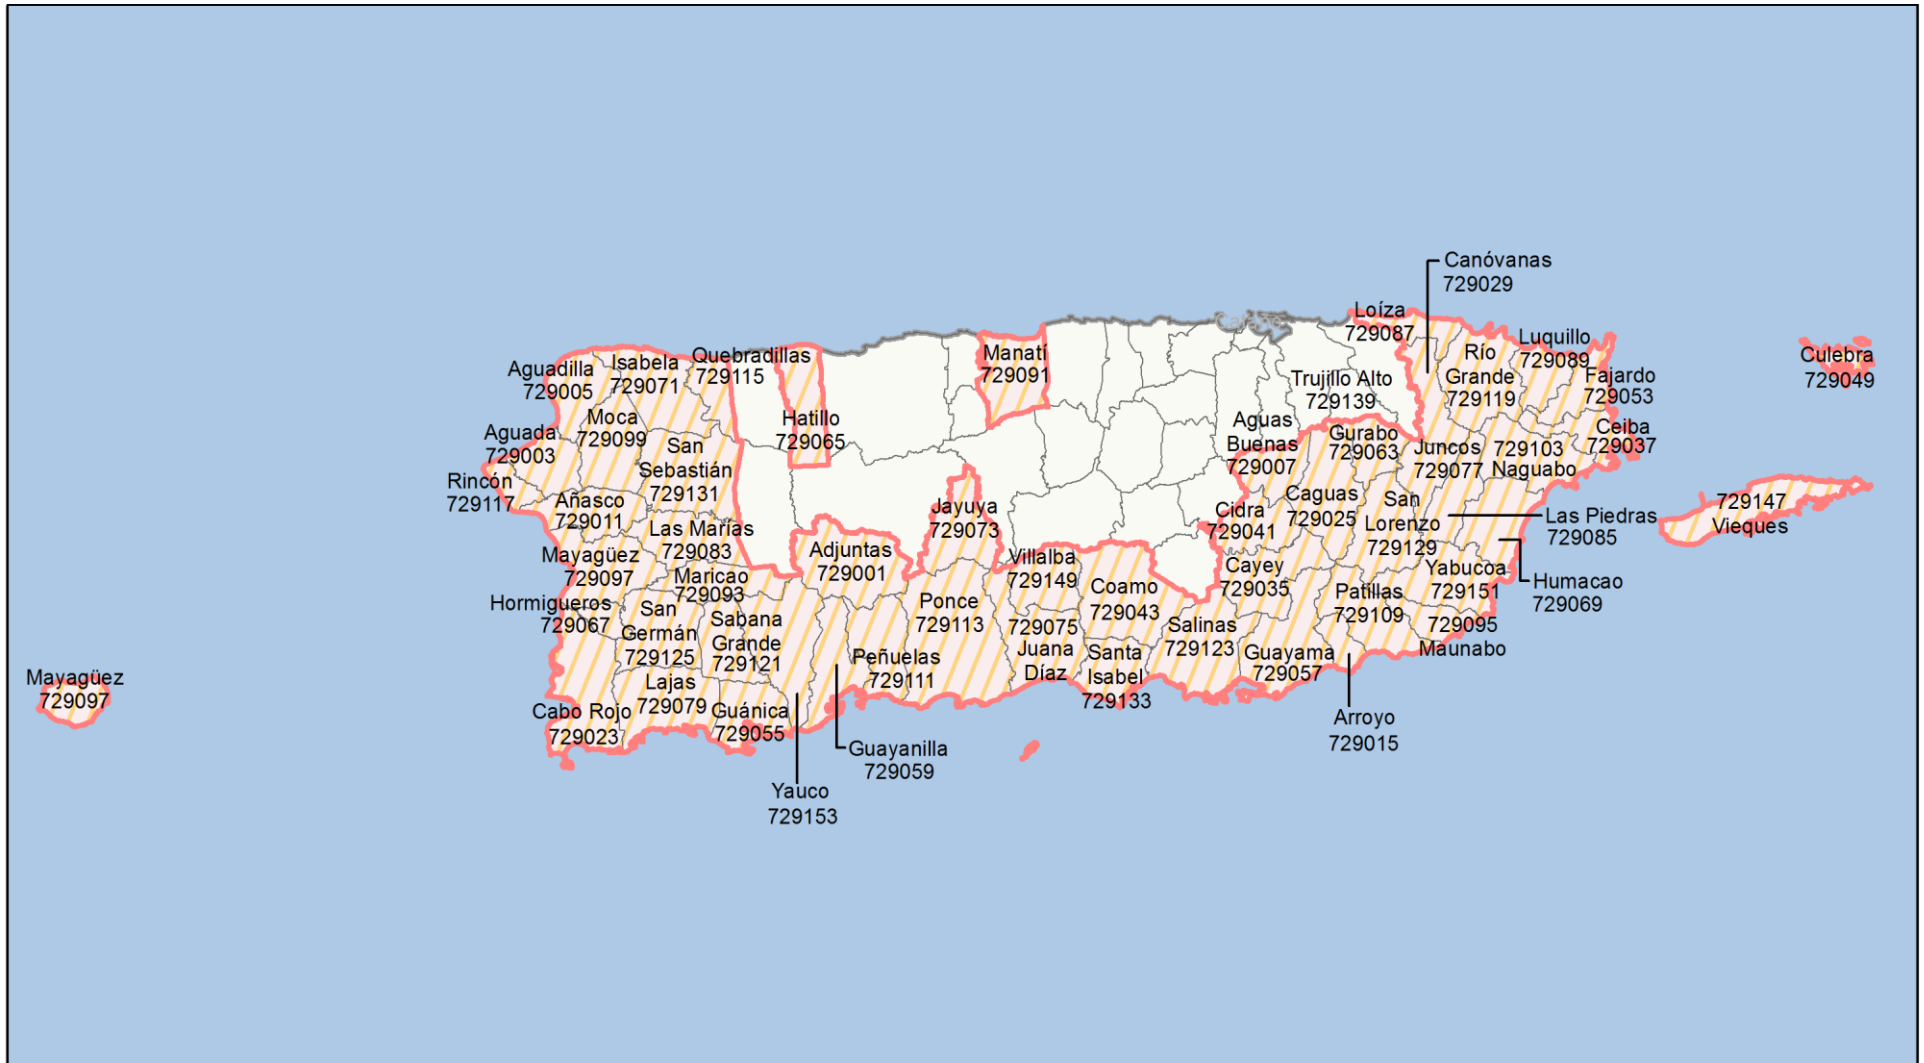 Canóvanas
729029
Loíza
729087
Luquillo
729089
Río
Grande
729119
Fajardo
729053
Ceiba
729037
Culebra
729049
Quebradillas
729115
Isabela
729071
Aguadilla
729005
Moca
729099
Aguada
729003
Rincón
729117
San
Sebastián
729131
Añasco
729011
Las Marías
729083
Mayagüez
729097
Maricao
729093
Hormigueros
729067
San
Germán
729125
Sabana
Grande
729121
Lajas
729079
Cabo Rojo
729023
Guánica
729055
Mayagüez
729097
Hatillo
729065
Manatí
729091
Jayuya
729073
Adjuntas
729001
Ponce
729113
Peñuelas
729111
Guayanilla
729059
Yauco
729153
Villalba
729149
729075
Juana
Díaz
Coamo
729043
Santa
Isabel
729133
Salinas
729123
Trujillo Alto
729139
Aguas
Buenas
729007
Gurabo
729063
Juncos
729077
729103
Naguabo
Caguas
729025
San
Lorenzo
729129
Cidra
729041
Cayey
729035
Las Piedras
729085
Humacao
729069
Yabucoa
729151
Patillas
729109
729095
Maunabo
Guayama
729057
Arroyo
729015
729147
Vieques